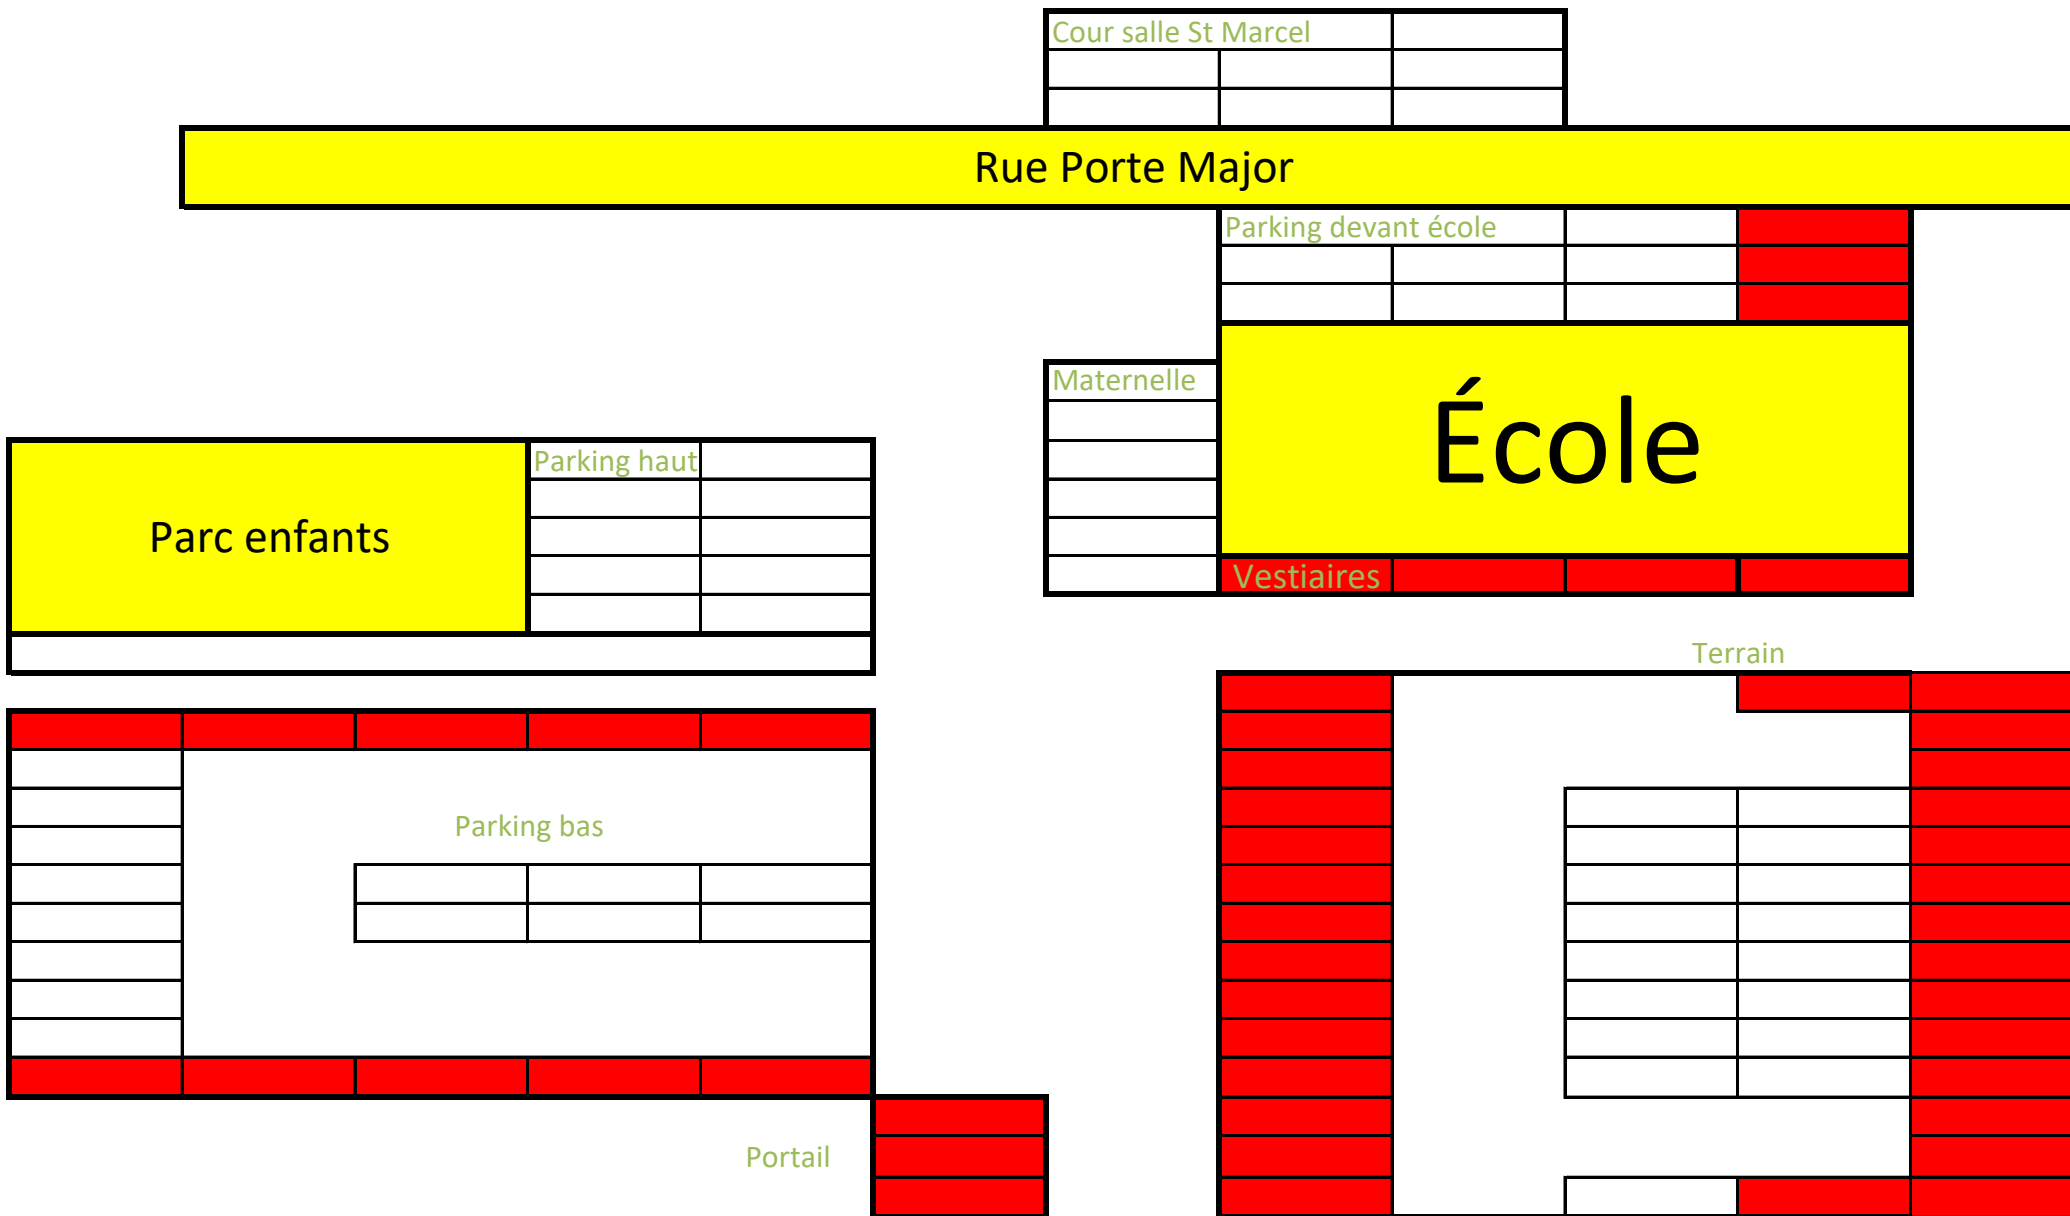 Cour salle St Marcel
Rue Porte Major
Parking devant école
Maternelle
École
Parking haut
Parc enfants
Vestiaires
Terrain
Parking bas
Portail